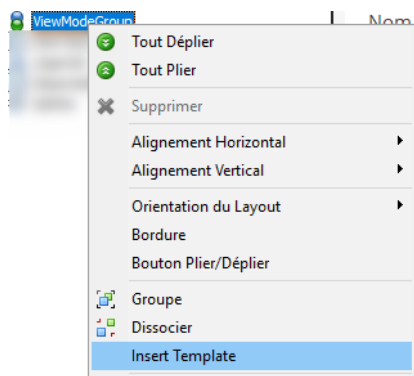 ViewModeGroup
Nom
Tout Déplier
Tout Plier
Supprimer
Alignement Horizontal
Alignement Vertical
Orientation du Layout
Bordure
Bouton Plier/Déplier
Groupe
Dissocier
Insert Template